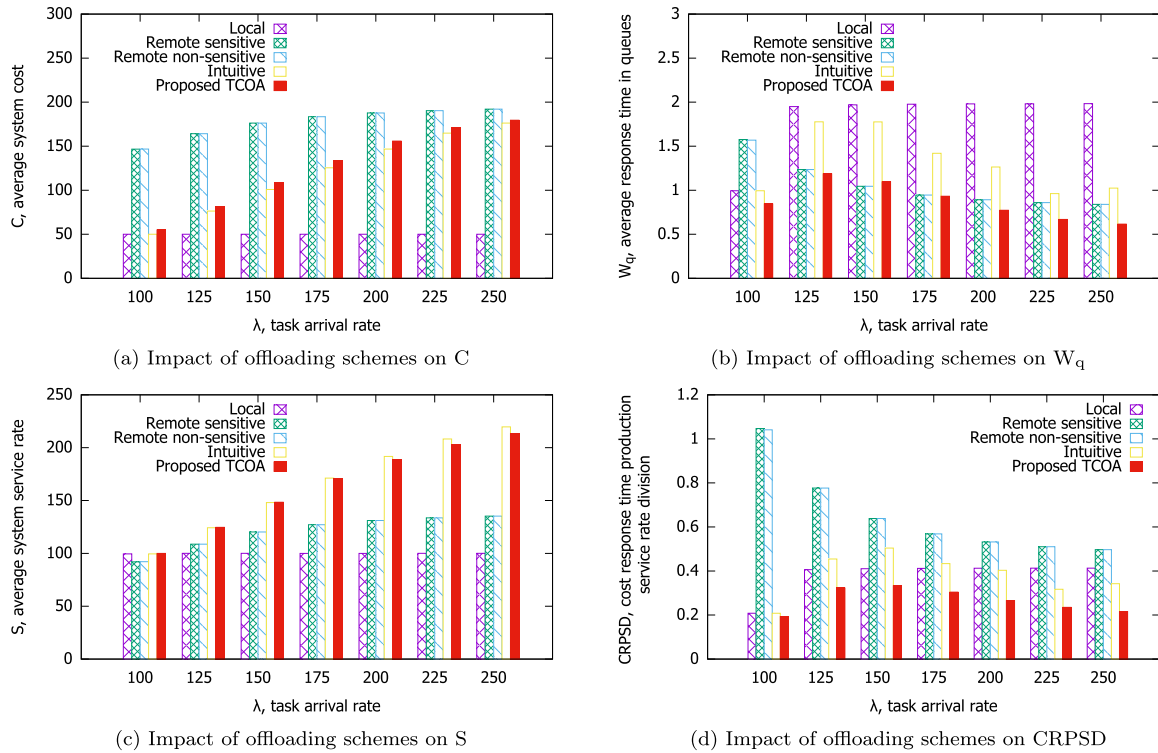 300
250
200
150
100
50
0
C, average system cost
Local
Remote sensitive
Remote non-sensitive
Intuitive
Proposed TCOA
100 125 150 175 200 225 250
λ, task arrival rate
(a) Impact of offloading schemes on C
3
2.5
2
1.5
1
0.5
0
Wq, average response time in queues
Local
Remote sensitive
Remote non-sensitive
Intuitive
Proposed TCOA
100 125 150 175 200 225 250
λ, task arrival rate
(b) Impact of offloading schemes on Wq
250
200
150
100
50
0
S, average system service rate
Local
Remote sensitive
Remote non-sensitive
Intuitive
Proposed TCOA
100 125 150 175 200 225 250
λ, task arrival rate
(c) Impact of offloading schemes on S
1.2
1
0.8
0.6
0.4
0.2
0
CRPSD, cost response time production
service rate division
Local
Remote sensitive
Remote non-sensitive
Intuitive
Proposed TCOA
100 125 150 175 200 225 250
λ, task arrival rate
(d) Impact of offloading schemes on CRPSD